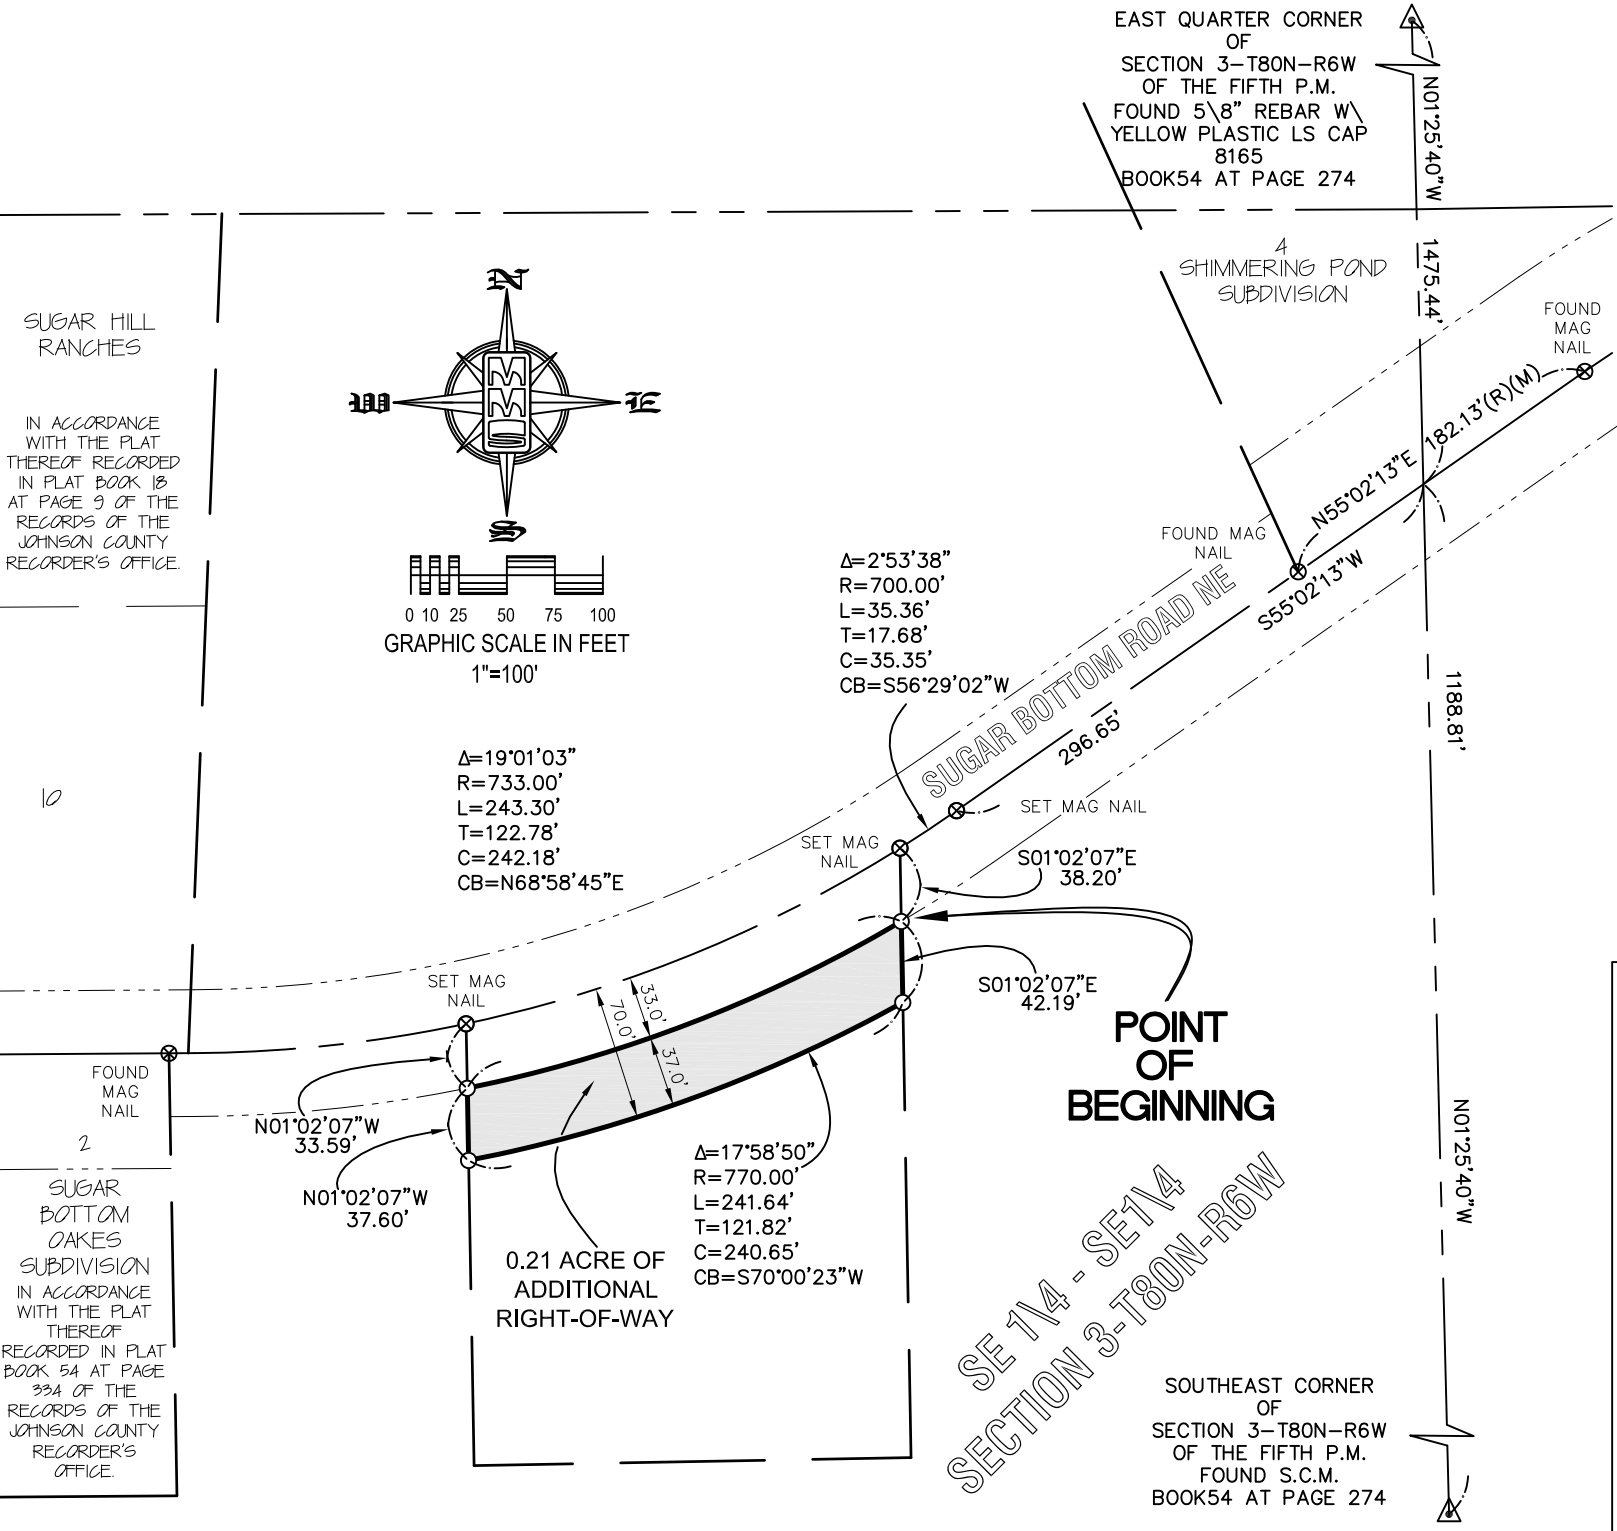 EAST QUARTER CORNER
OF
SECTION 3-T80N-R6W
OF THE FIFTH P.M.
FOUND 5\8" REBAR W\
YELLOW PLASTIC LS CAP
8165
BOOK54 AT PAGE 274
N01°25'40"W
1475.44'
4
SHIMMERING POND
SUBDIVISION
FOUND
MAG
NAIL
N55°02'13"E 182.13'(R)(M)
SUGAR HILL
RANCHES
IN ACCORDANCE
WITH THE PLAT
THEREOF RECORDED
IN PLAT BOOK 18
AT PAGE 9 OF THE
RECORDS OF THE
JOHNSON COUNTY
RECORDER'S OFFICE.
10
N
W
E
S
MMS
0 10 25 50 75 100
GRAPHIC SCALE IN FEET
1"=100'
FOUND MAG
NAIL
S55°02'13"W
296.65'
SUGAR BOTTOM ROAD NE
Δ=2°53'38"
R=700.00'
L=35.36'
T=17.68'
C=35.35'
CB=S56°29'02"W
Δ=19°01'03"
R=733.00'
L=243.30'
T=122.78'
C=242.18'
CB=N68°58'45"E
1188.81'
SET MAG NAIL
SET MAG
NAIL
S01°02'07"E
38.20'
S01°02'07"E
42.19'
POINT
OF
BEGINNING
SET MAG
NAIL
33.0'
70.0'
37.0'
FOUND
MAG
NAIL
N01°02'07"W
33.59'
N01°02'07"W
37.60'
Δ=17°58'50"
R=770.00'
L=241.64'
T=121.82'
C=240.65'
CB=S70°00'23"W
0.21 ACRE OF
ADDITIONAL
RIGHT-OF-WAY
2
SUGAR
BOTTOM
OAKES
SUBDIVISION
IN ACCORDANCE
WITH THE PLAT
THEREOF
RECORDED IN PLAT
BOOK 54 AT PAGE
334 OF THE
RECORDS OF THE
JOHNSON COUNTY
RECORDER'S
OFFICE.
N01°25'40"W
SE 1\4 - SE1\4
SECTION 3-T80N-R6W
SOUTHEAST CORNER
OF
SECTION 3-T80N-R6W
OF THE FIFTH P.M.
FOUND S.C.M.
BOOK54 AT PAGE 274